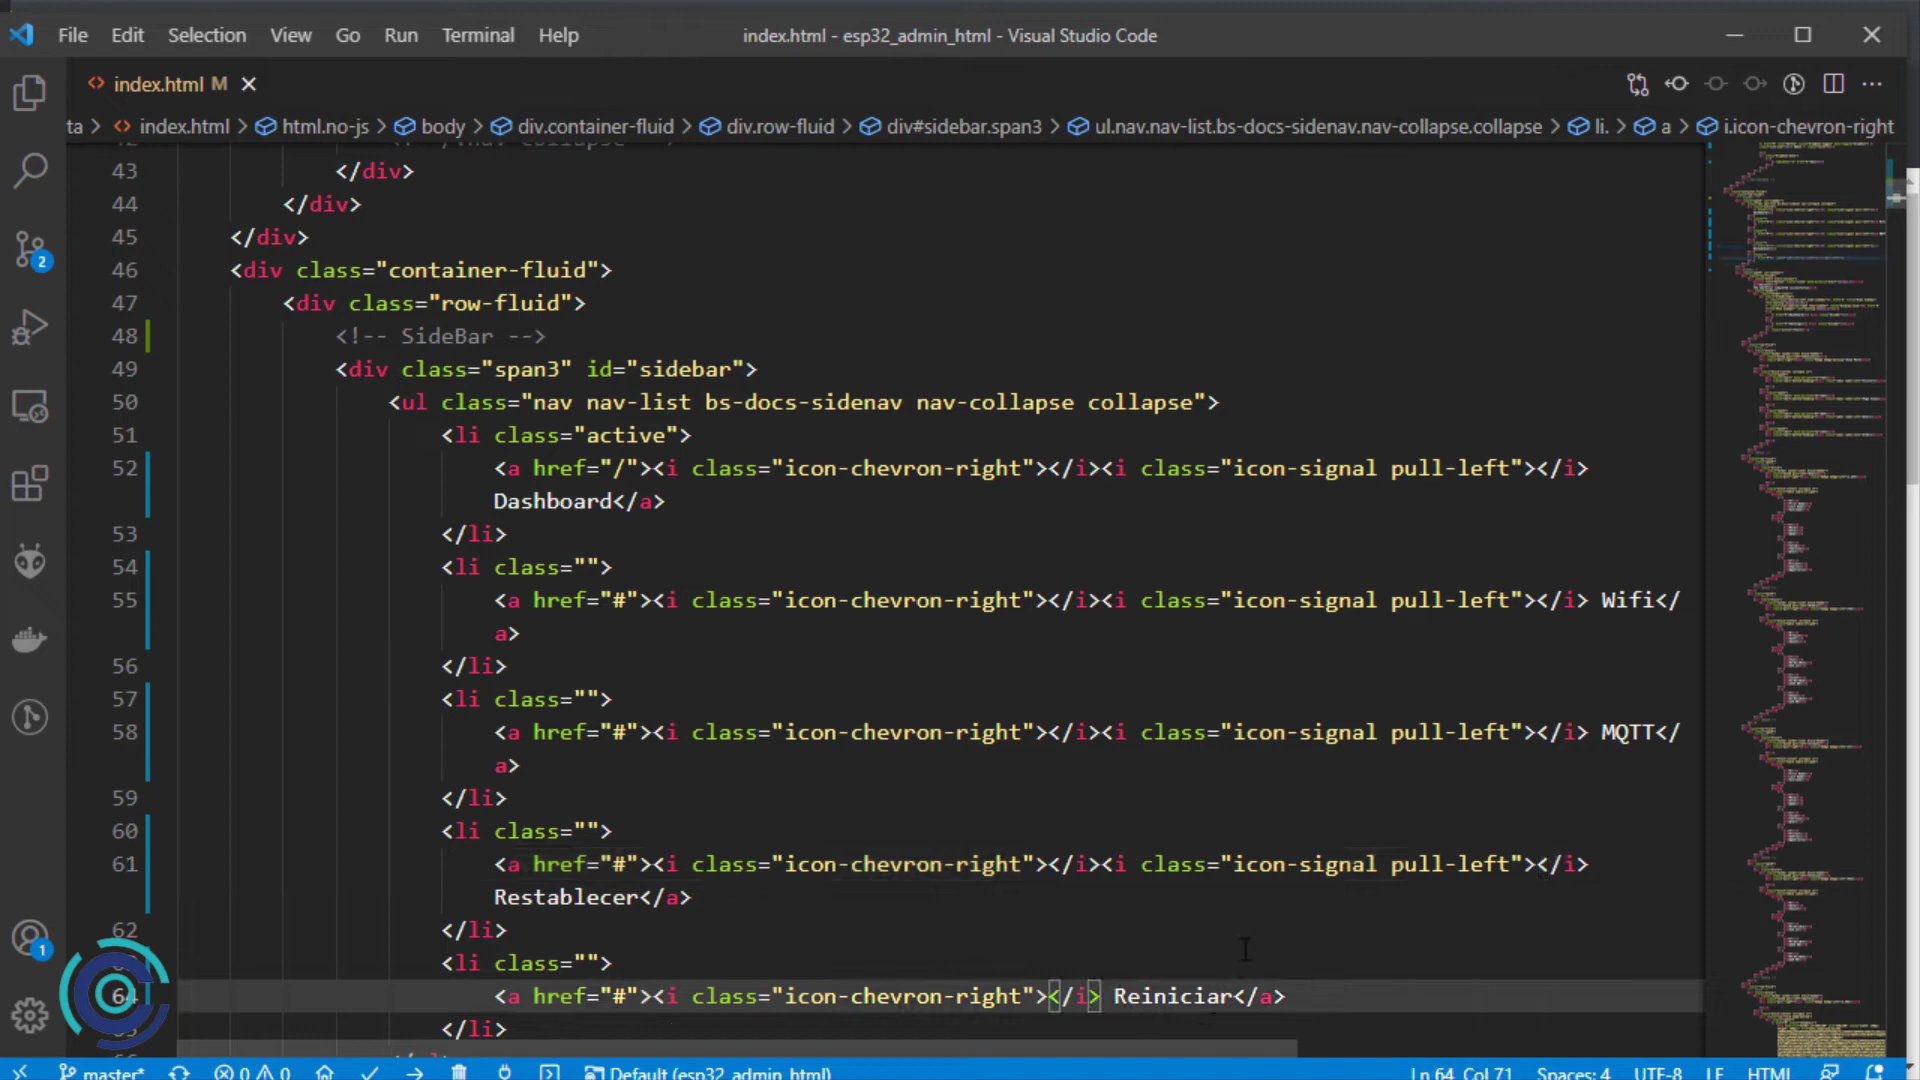 File Edit Selection View Go Run Terminal Help index.html - esp32_admin_html - Visual Studio Code
index.html M
ta > index.html > html.no-js > body > div.container-fluid > div.row-fluid > div#sidebar.span3 > ul.nav.nav-list.bs-docs-sidenav.nav-collapse.collapse > li. > a > i.icon-chevron-right
43 </div>
44 </div>
45 </div>
46 <div class="container-fluid">
47 <div class="row-fluid">
48 <!-- SideBar -->
49 <div class="span3" id="sidebar">
50 <ul class="nav nav-list bs-docs-sidenav nav-collapse collapse">
51 <li class="active">
52 <a href="/"><i class="icon-chevron-right"></i><i class="icon-signal pull-left"></i>
Dashboard</a>
53 </li>
54 <li class="">
55 <a href="#"><i class="icon-chevron-right"></i><i class="icon-signal pull-left"></i> Wifi</
a>
56 </li>
57 <li class="">
58 <a href="#"><i class="icon-chevron-right"></i><i class="icon-signal pull-left"></i> MQTT</
a>
59 </li>
60 <li class="">
61 <a href="#"><i class="icon-chevron-right"></i><i class="icon-signal pull-left"></i>
Restablecer</a>
62 </li>
<li class="">
64 <a href="#"><i class="icon-chevron-right"></i> Reiniciar</a>
</li>
2
1
master* 0 0 Default (esp32_admin_html) Ln 64, Col 71 Spaces: 4 UTF-8 LF HTML